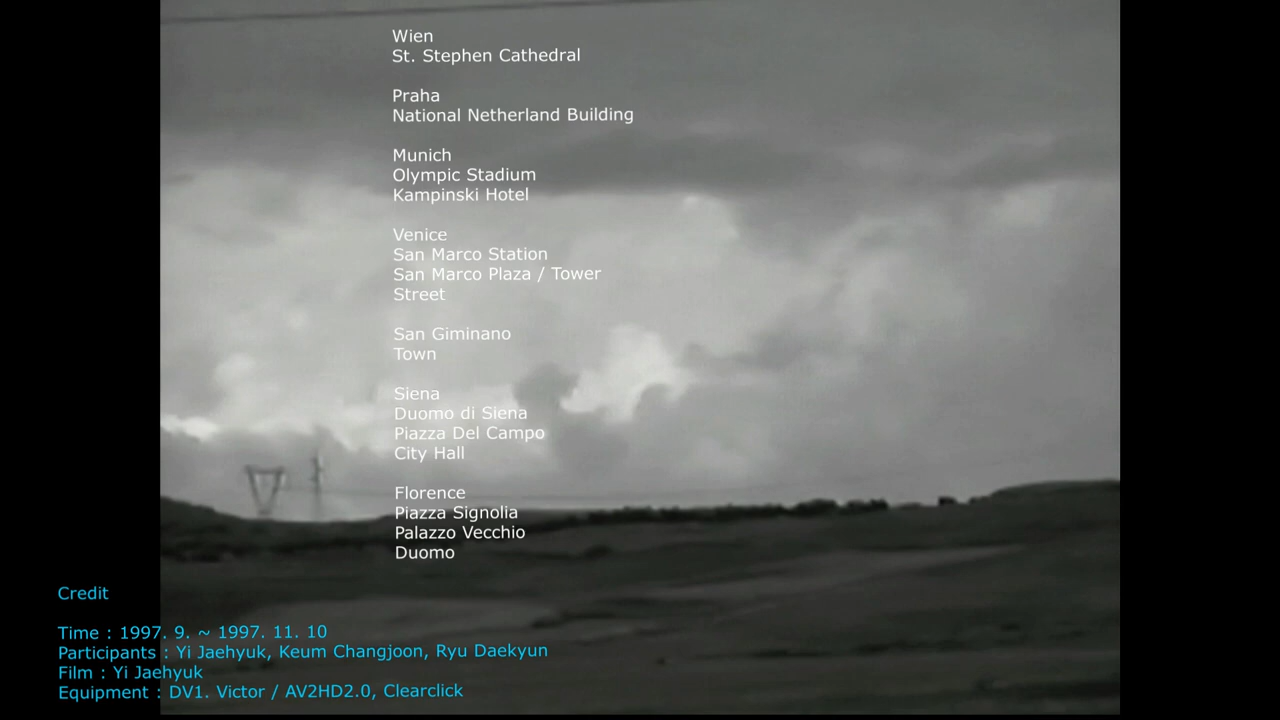 Wien
St. Stephen Cathedral
Praha
National Netherland Building
Munich
Olympic Stadium
Kampinski Hotel
Venice
San Marco Station
San Marco Plaza / Tower
Street
San Giminano
Town
Siena
Duomo di Siena
Piazza Del Campo
City Hall
Florence
Piazza Signolia
Palazzo Vecchio
Duomo
Credit
Time : 1997. 9. ~ 1997. 11. 10
Participants : Yi Jaehyuk, Keum Changjoon, Ryu Daekyun
Film : Yi Jaehyuk
Equipment : DV1. Victor / AV2HD2.0, Clearclick